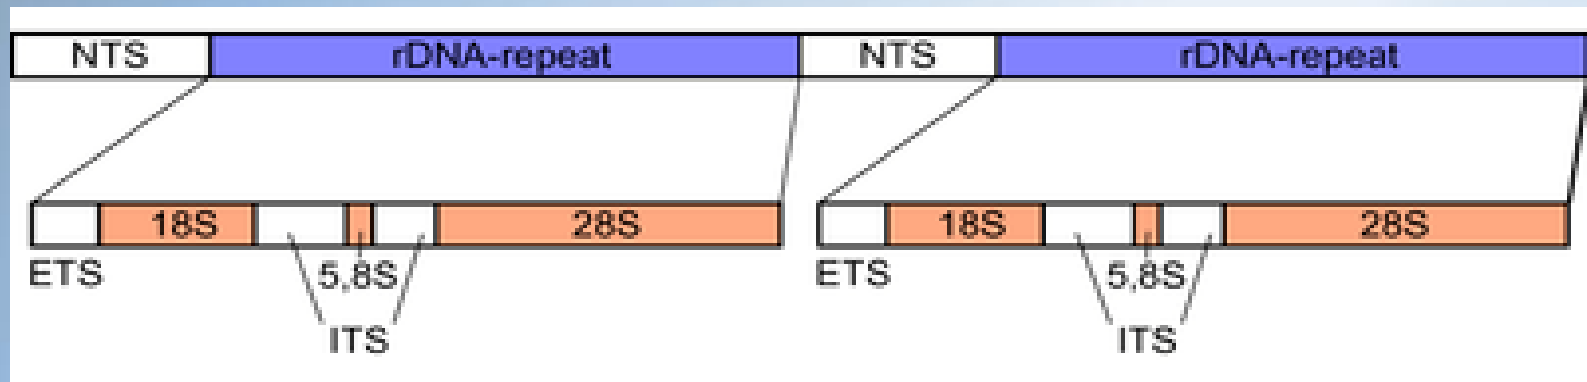 NTS rDNA-repeat NTS rDNA-repeat
18S 28S 18S 28S
ETS 5,8S ETS 5,8S
ITS ITS